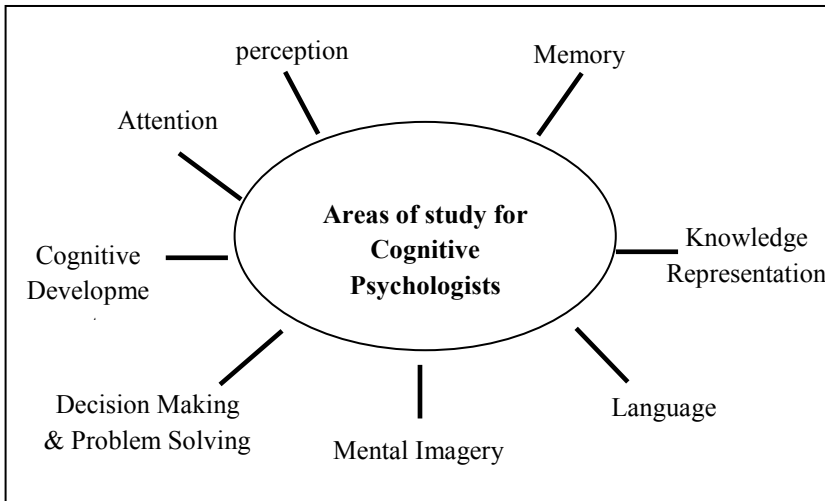 perception
Memory
Attention
Areas of study for
Cognitive
Psychologists
Knowledge
Representation
Cognitive
Developme
Decision Making
& Problem Solving
Mental Imagery
Language